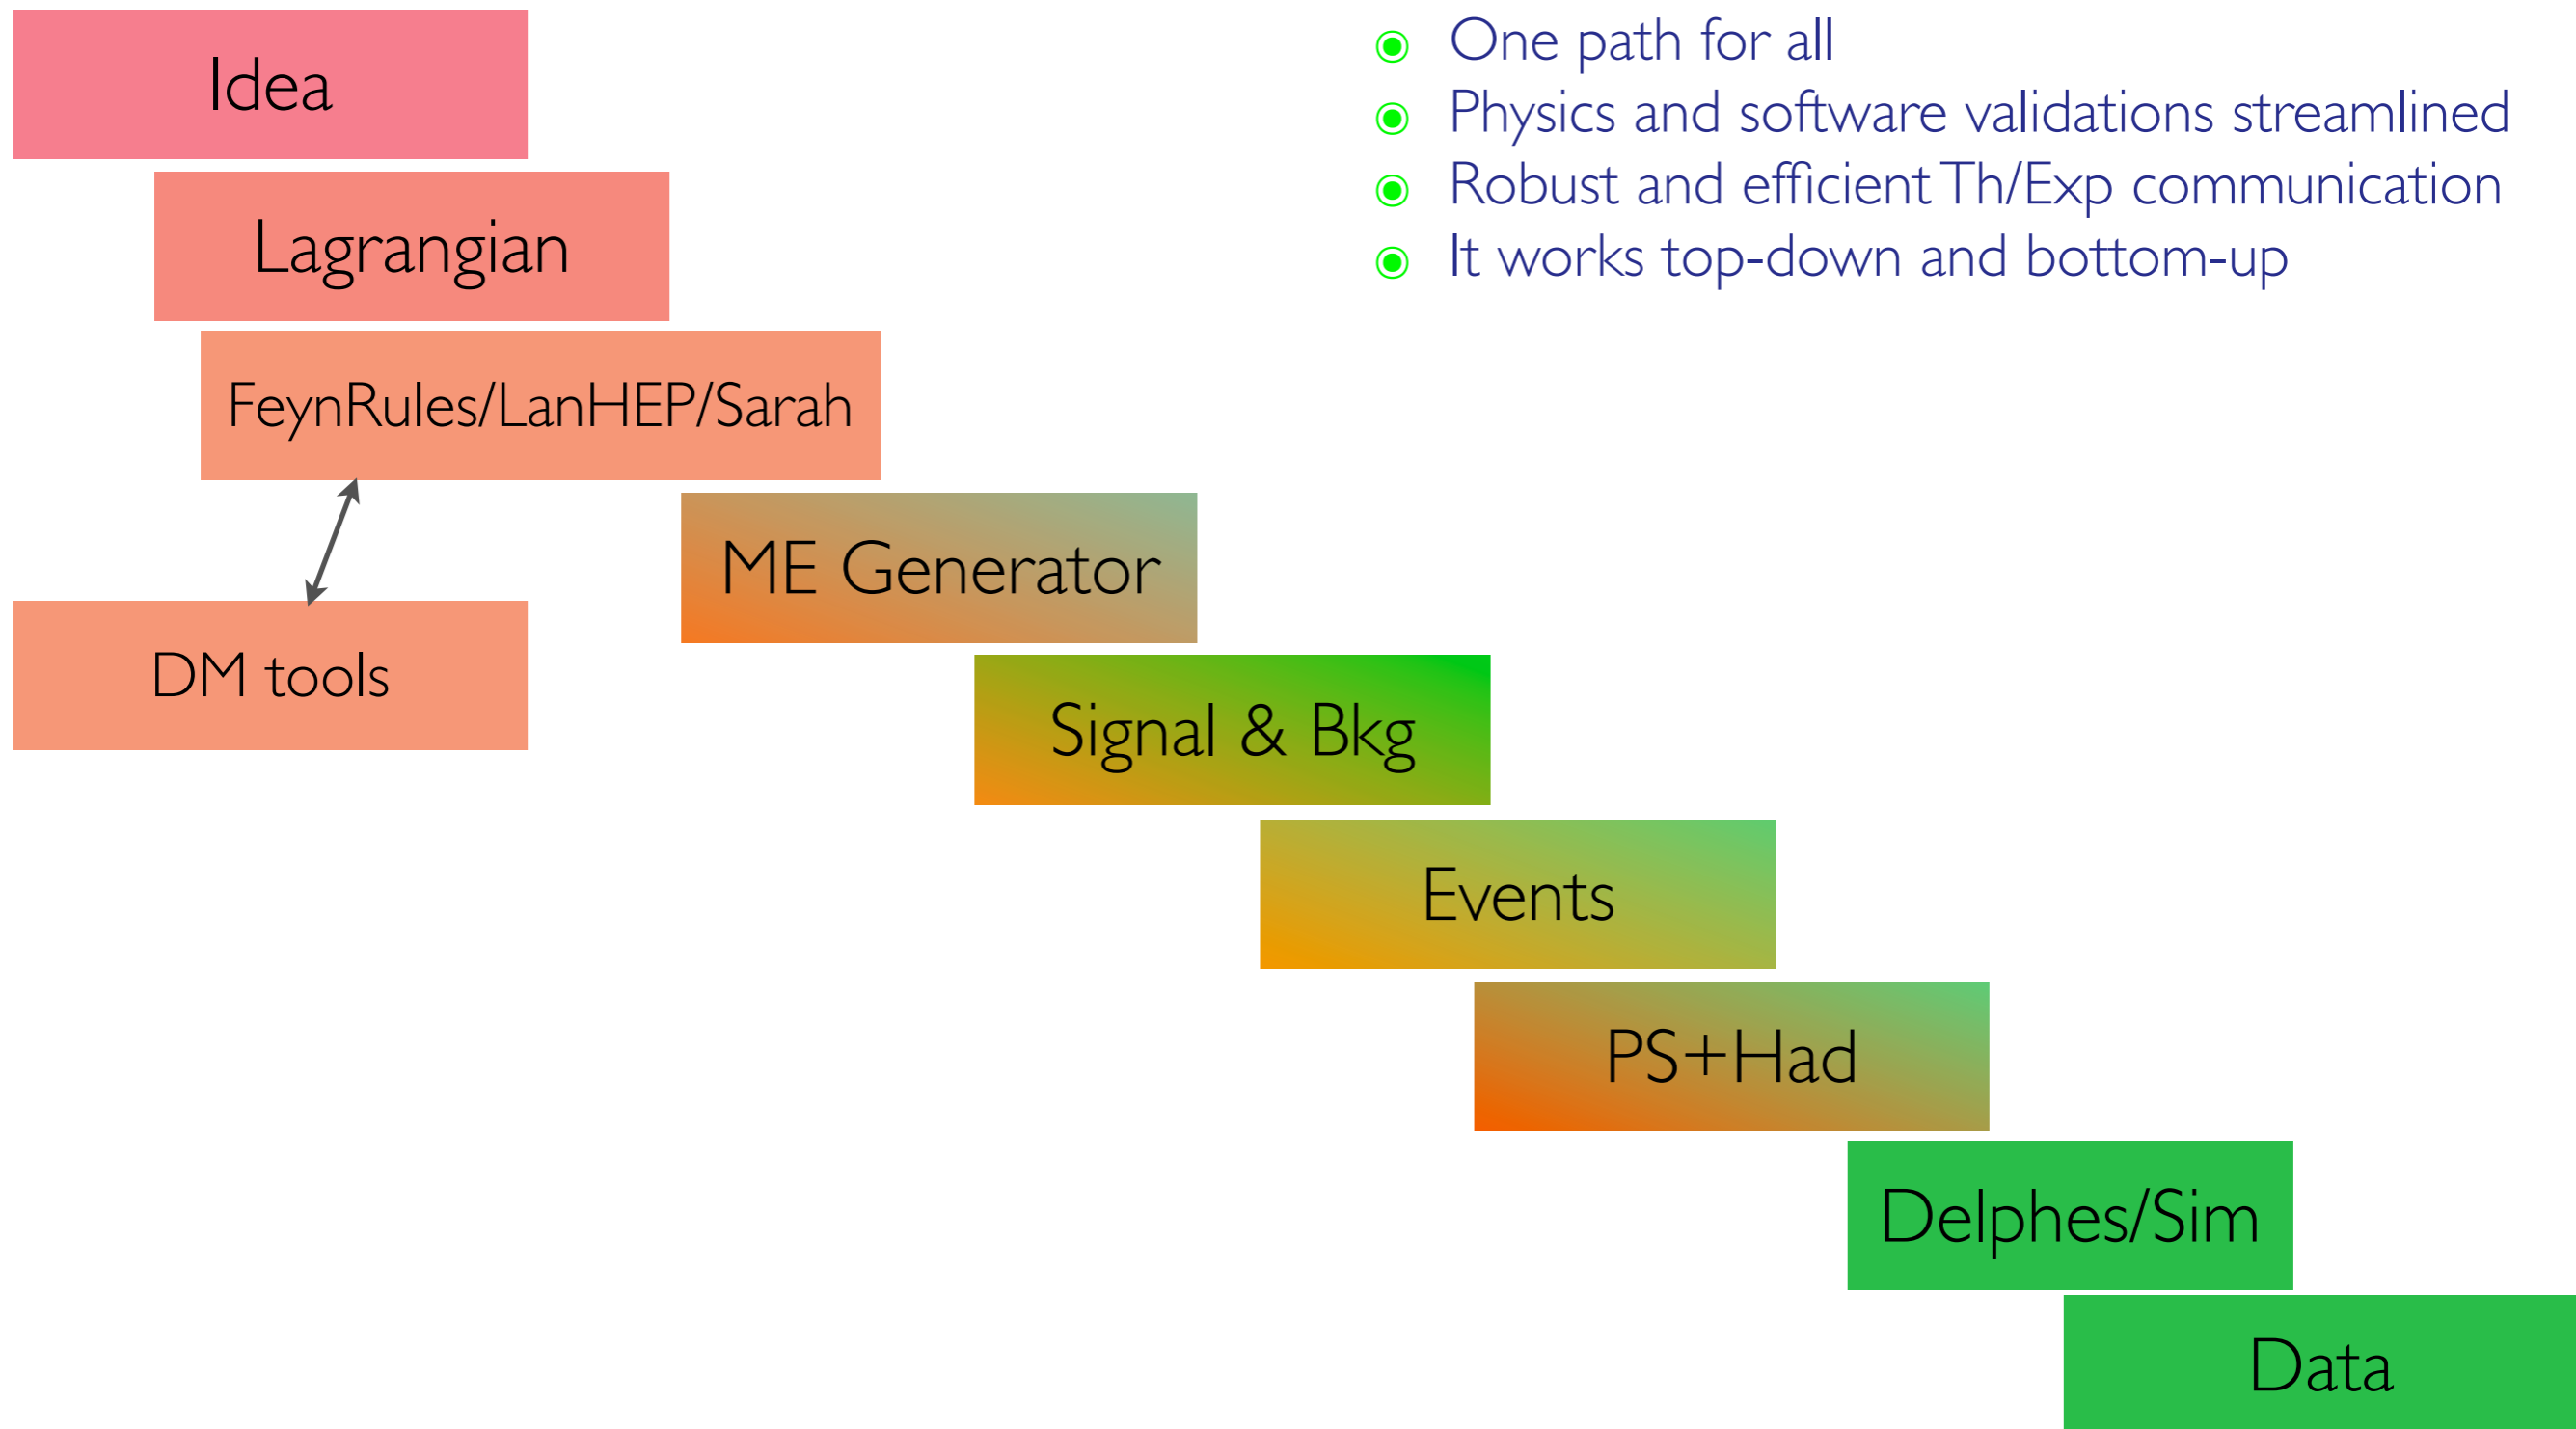 Idea
One path for all
Physics and software validations streamlined
Robust and efficient Th/Exp communication
It works top-down and bottom-up
Lagrangian
FeynRules/LanHEP/Sarah
ME Generator
DM tools
Signal & Bkg
Events
PS+Had
Delphes/Sim
Data